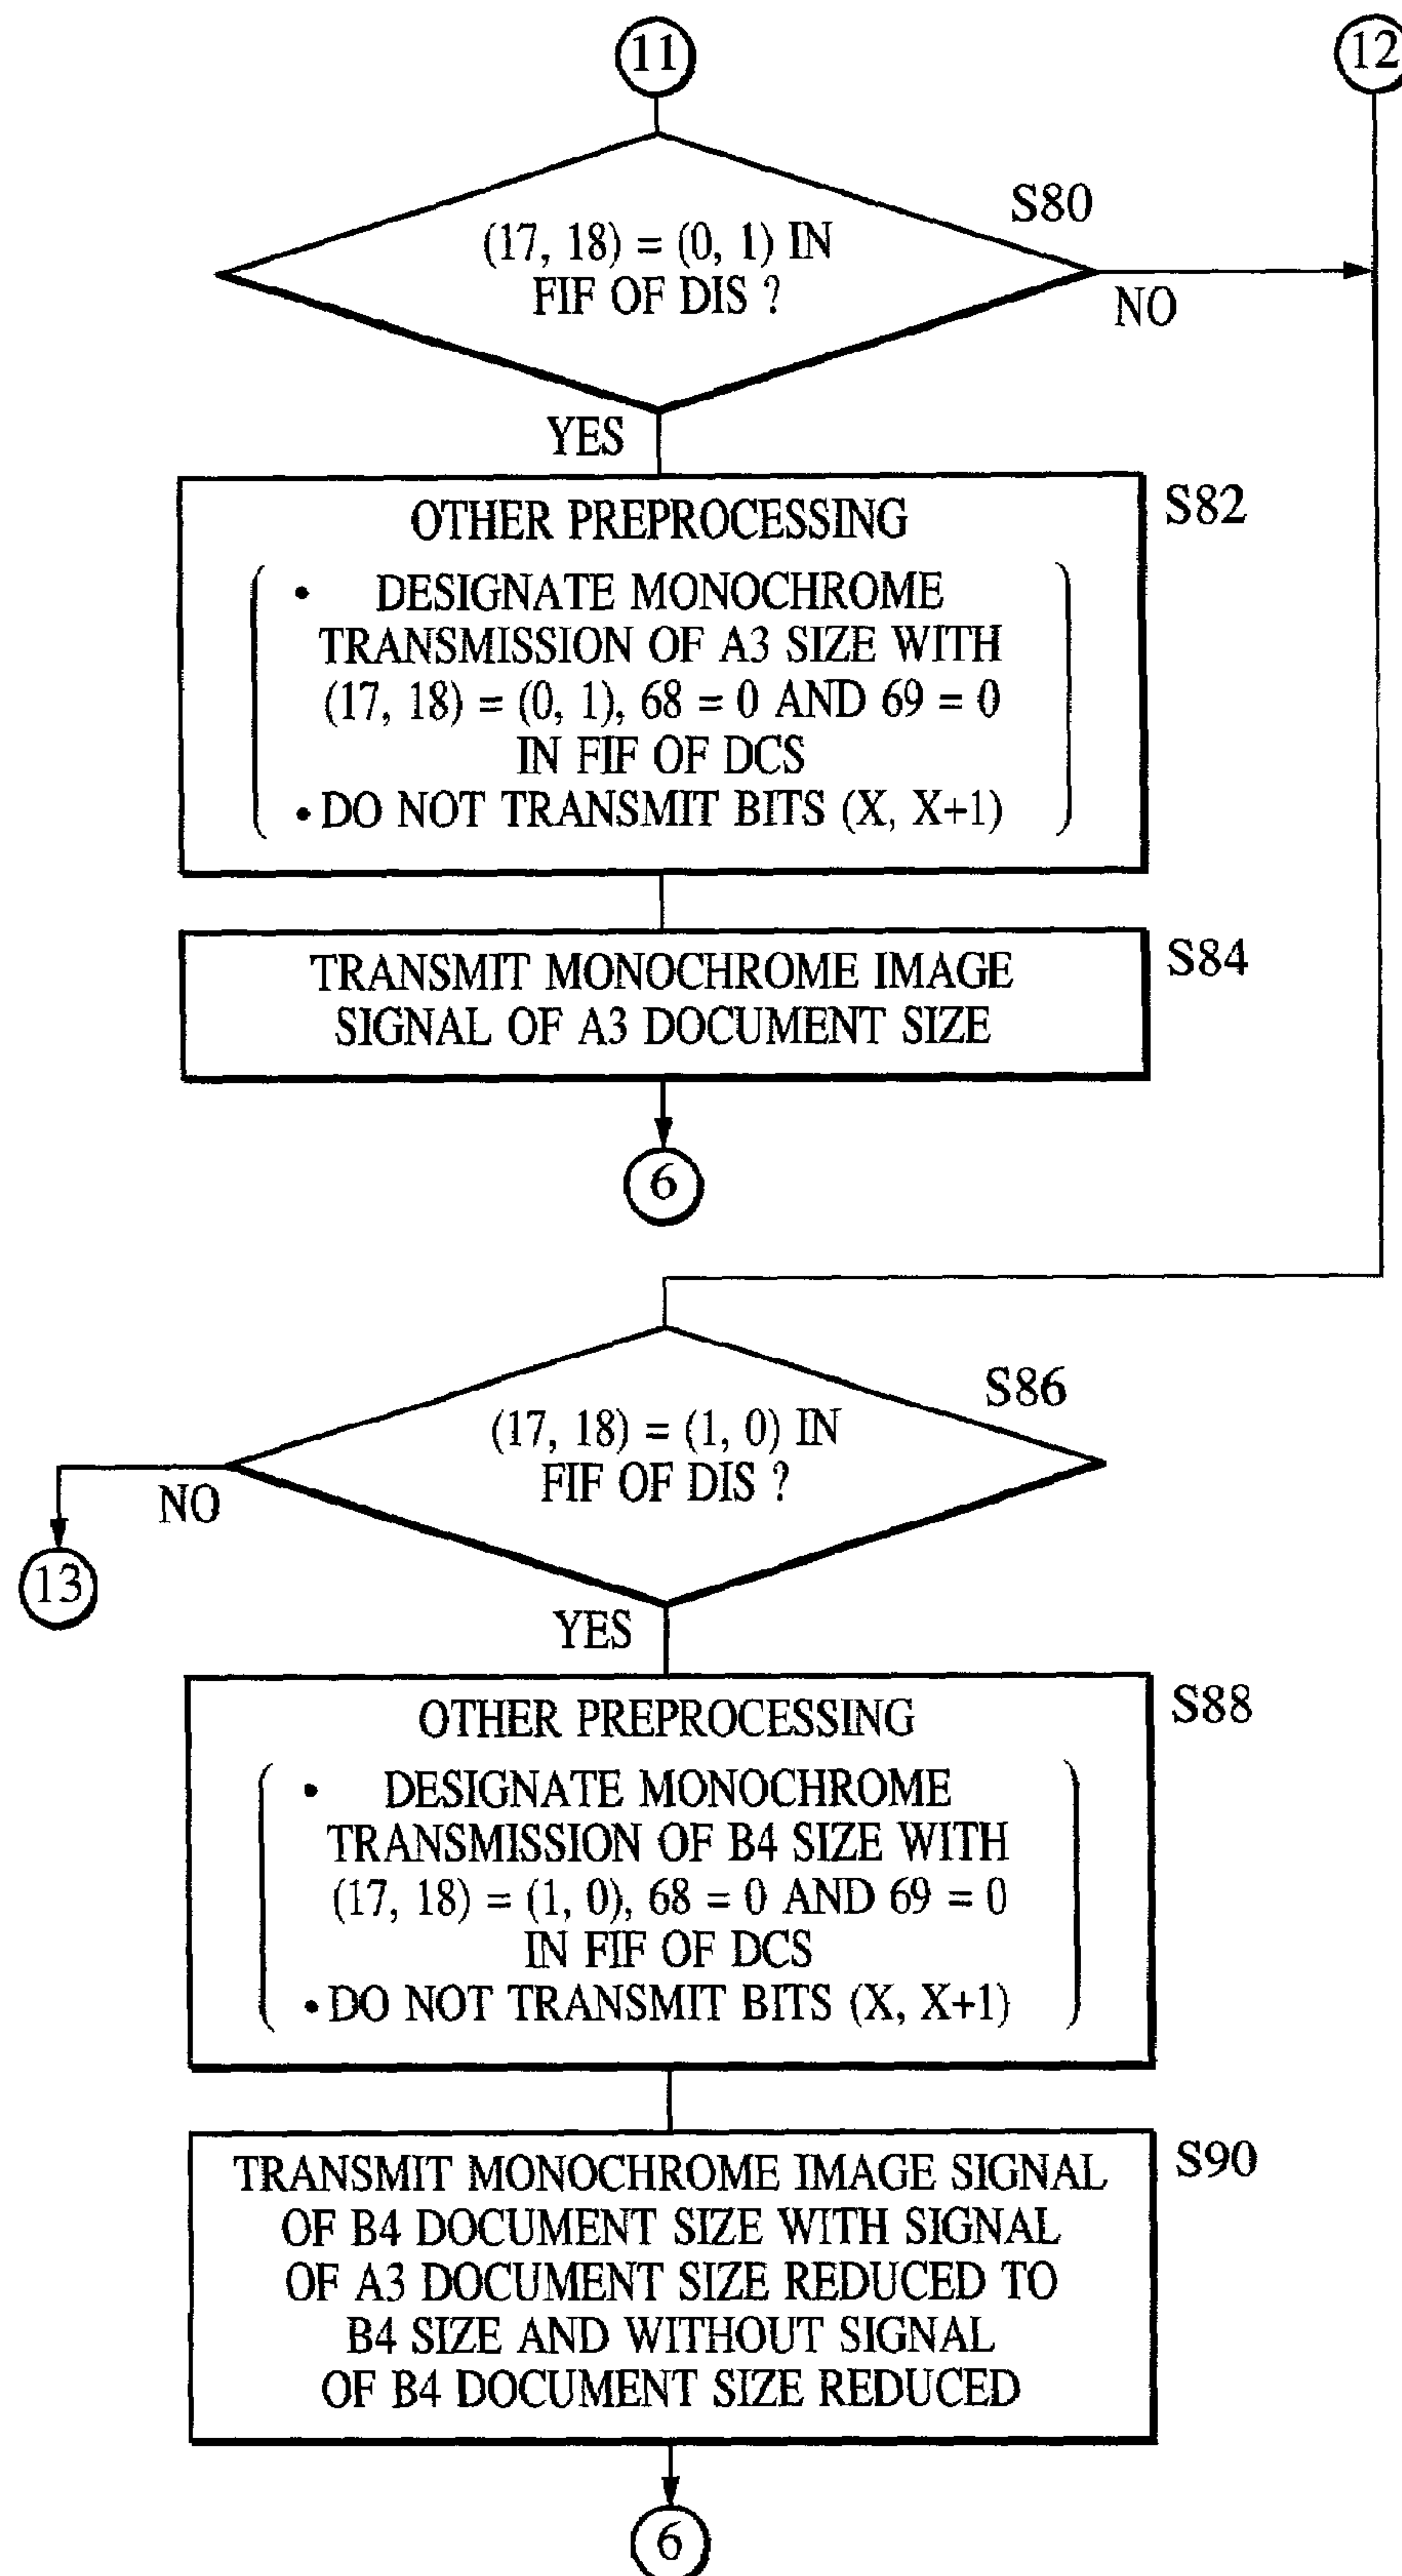 11
12
S80
(17, 18) = (0, 1) IN
FIF OF DIS ?
NO
YES
S82
OTHER PREPROCESSING
• DESIGNATE MONOCHROME
TRANSMISSION OF A3 SIZE WITH
(17, 18) = (0, 1), 68 = 0 AND 69 = 0
IN FIF OF DCS
• DO NOT TRANSMIT BITS (X, X+1)
S84
TRANSMIT MONOCHROME IMAGE
SIGNAL OF A3 DOCUMENT SIZE
6
S86
(17, 18) = (1, 0) IN
FIF OF DIS ?
NO
13
YES
S88
OTHER PREPROCESSING
• DESIGNATE MONOCHROME
TRANSMISSION OF B4 SIZE WITH
(17, 18) = (1, 0), 68 = 0 AND 69 = 0
IN FIF OF DCS
• DO NOT TRANSMIT BITS (X, X+1)
S90
TRANSMIT MONOCHROME IMAGE SIGNAL
OF B4 DOCUMENT SIZE WITH SIGNAL
OF A3 DOCUMENT SIZE REDUCED TO
B4 SIZE AND WITHOUT SIGNAL
OF B4 DOCUMENT SIZE REDUCED
6